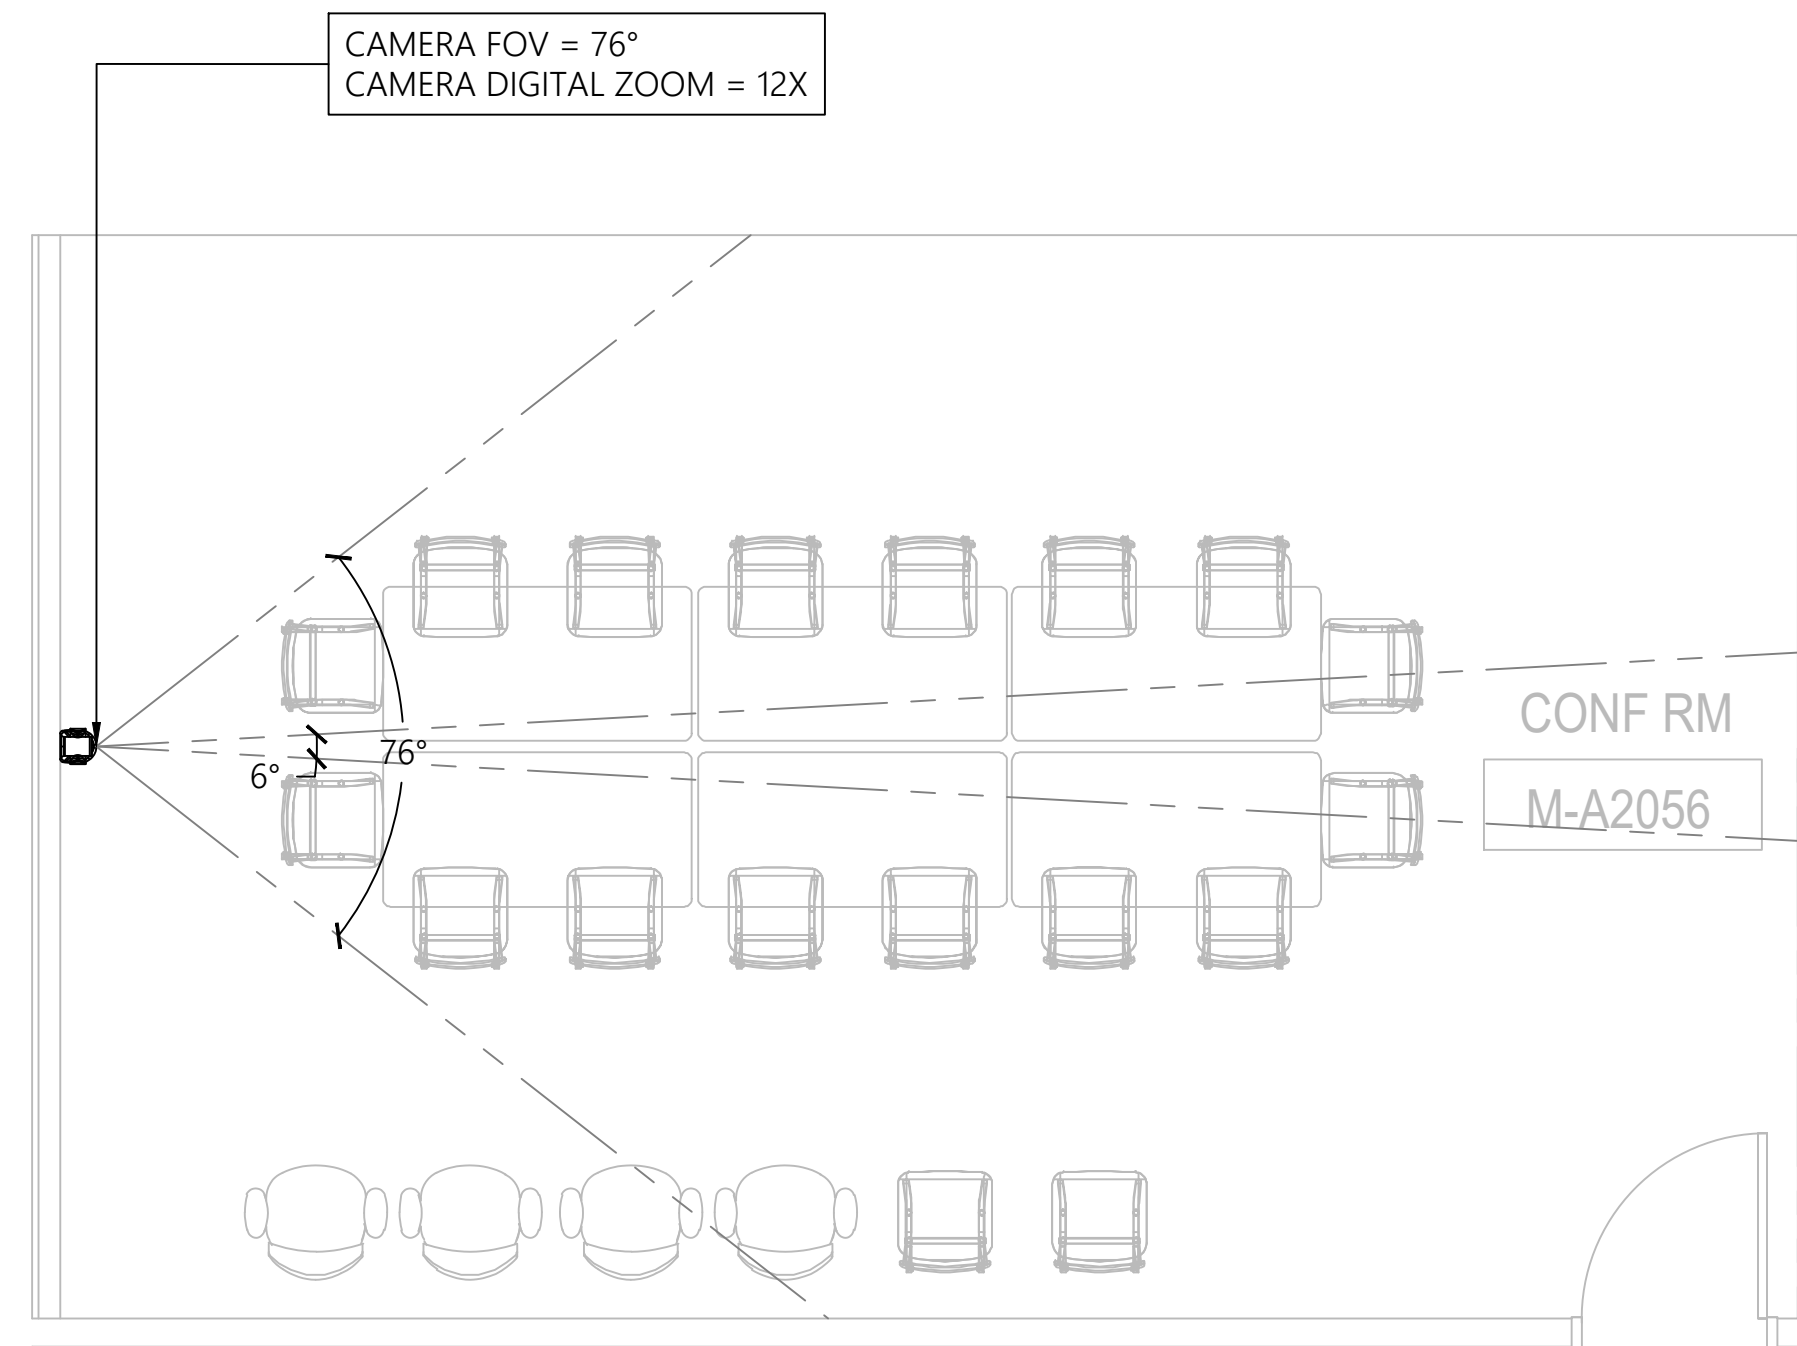 CAMERA FOV = 76°
CAMERA DIGITAL ZOOM = 12X
CONF RM
76°
6°
M-A2056